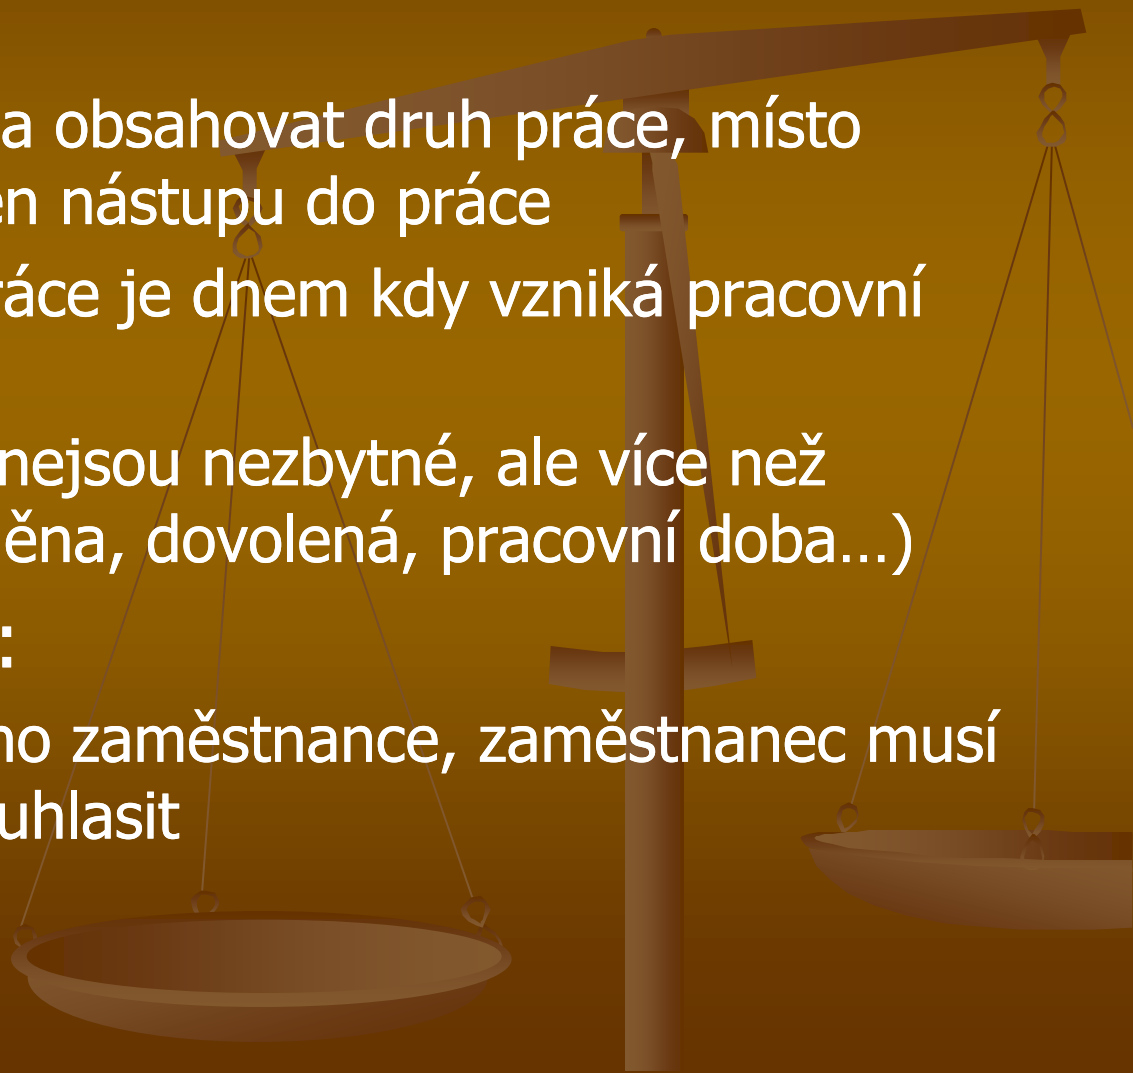 a obsahovat druh práce, místo
en nástupu do práce
ráce je dnem kdy vzniká pracovní
nejsou nezbytné, ale více než
ěna, dovolená, pracovní doba…)
:
ho zaměstnance, zaměstnanec musí
uhlasit